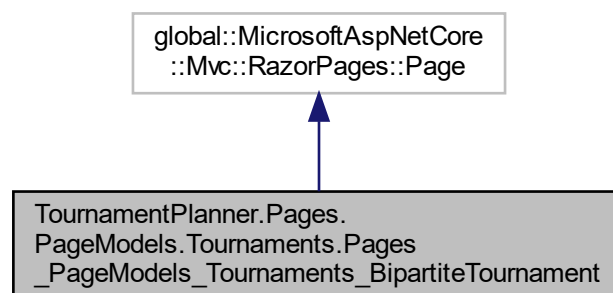 global::MicrosoftAspNetCore
::Mvc::RazorPages::Page
TournamentPlanner.Pages.
PageModels.Tournaments.Pages
_PageModels_Tournaments_BipartiteTournament